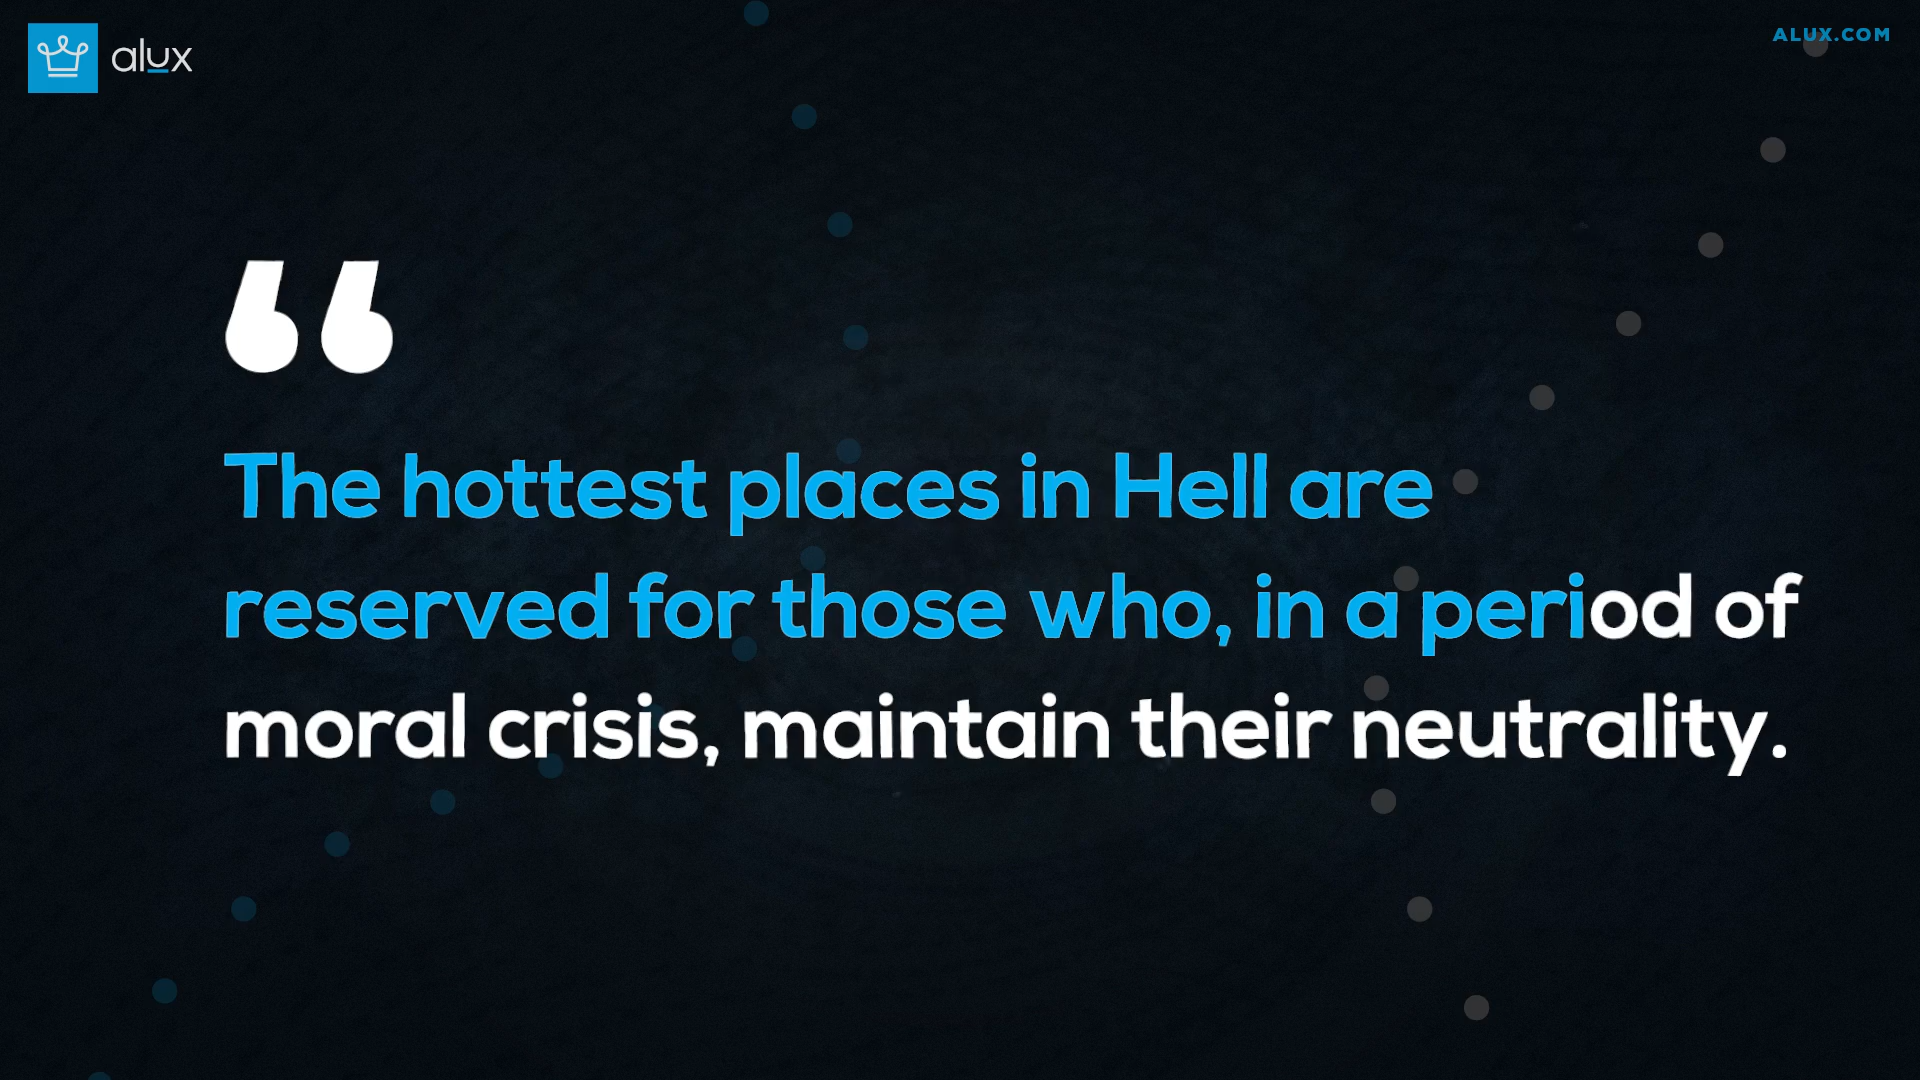 alux
ALUX.COM
“
The hottest places in Hell are
reserved for those who, in a period of
moral crisis, maintain their neutrality.